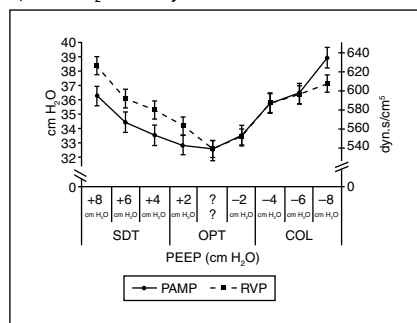 cm H₂O
40
39
38
37
36
35
34
33
32
0
640
620
600
580
560
540
0
dyn.s/cm⁵
+8 +6 +4 +2 ? −2 −4 −6 −8
cm H₂O cm H₂O cm H₂O cm H₂O ? cm H₂O cm H₂O cm H₂O cm H₂O
SDT OPT COL
PEEP (cm H₂O)
PAMP RVP